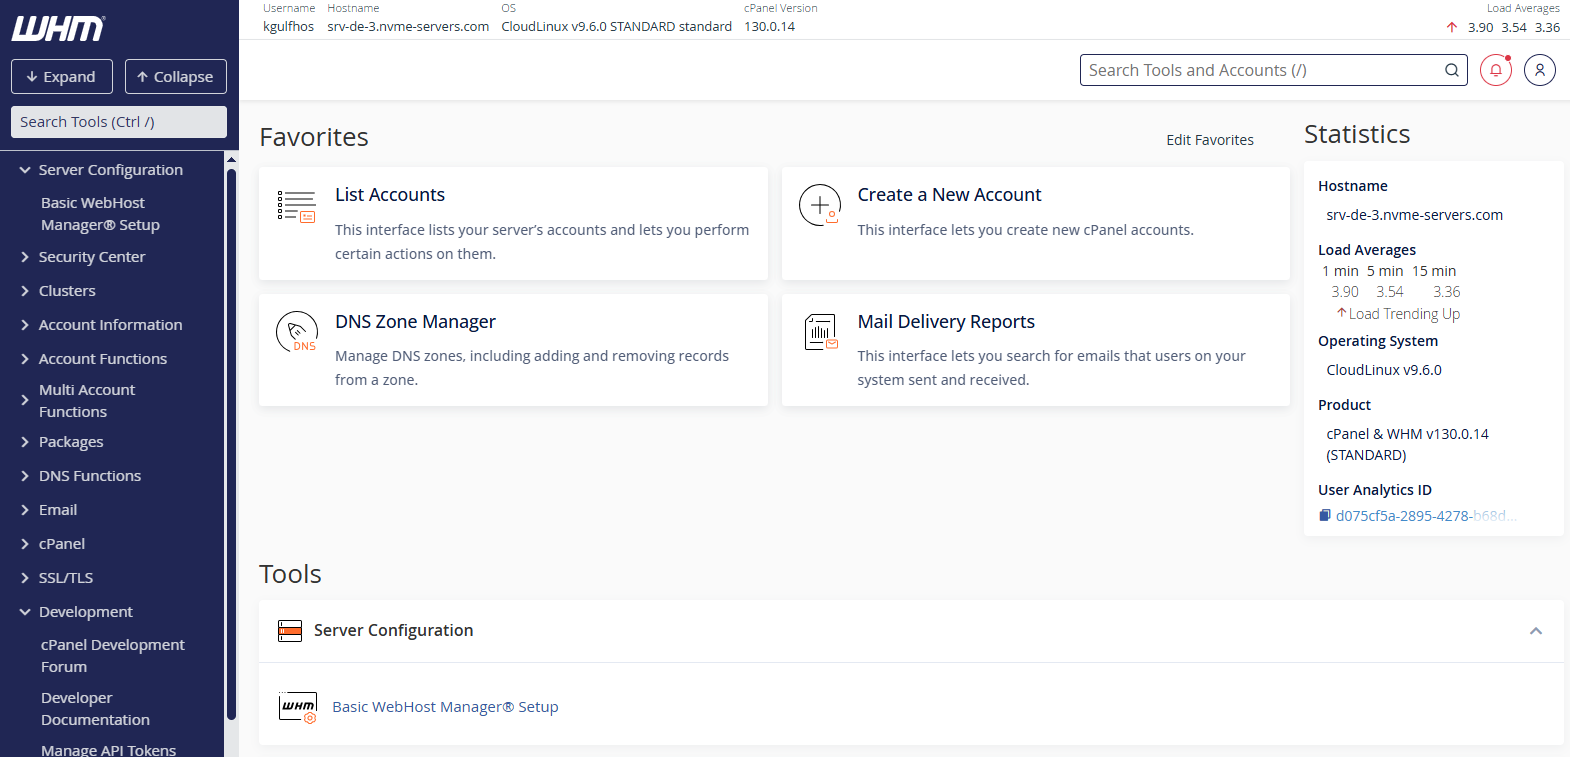 WHM
Expand
Collapse
Search Tools (Ctrl /)
Server Configuration
Basic WebHost
Manager® Setup
Security Center
Clusters
Account Information
Account Functions
Multi Account
Functions
Packages
DNS Functions
Email
cPanel
SSL/TLS
Development
cPanel Development
Forum
Developer
Documentation
Manage API Tokens
Username Hostname OS cPanel Version Load Averages
kgulfhos srv-de-3.nvme-servers.com CloudLinux v9.6.0 STANDARD standard 130.0.14 3.90 3.54 3.36
Search Tools and Accounts (/)
Favorites
Edit Favorites
List Accounts
This interface lists your server’s accounts and lets you perform
certain actions on them.
Create a New Account
This interface lets you create new cPanel accounts.
DNS
DNS Zone Manager
Manage DNS zones, including adding and removing records
from a zone.
Mail Delivery Reports
This interface lets you search for emails that users on your
system sent and received.
Statistics
Hostname
srv-de-3.nvme-servers.com
Load Averages
1 min 5 min 15 min
3.90 3.54 3.36
Load Trending Up
Operating System
CloudLinux v9.6.0
Product
cPanel & WHM v130.0.14
(STANDARD)
User Analytics ID
d075cf5a-2895-4278-b68d...
Tools
Server Configuration
WHM
Basic WebHost Manager® Setup